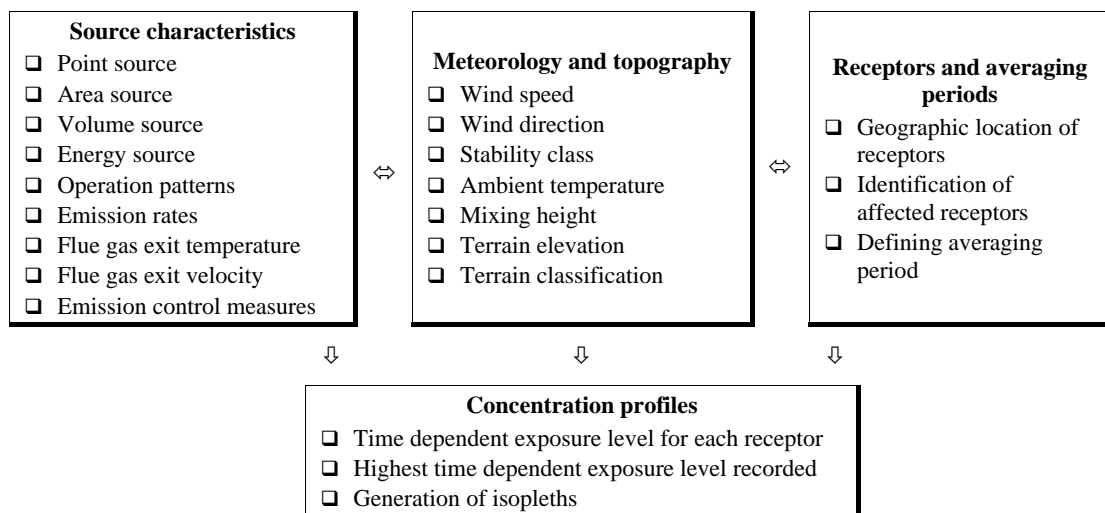 Source characteristics
❑ Point source
❑ Area source
❑ Volume source
❑ Energy source
❑ Operation patterns
❑ Emission rates
❑ Flue gas exit temperature
❑ Flue gas exit velocity
❑ Emission control measures
⇔
Meteorology and topography
❑ Wind speed
❑ Wind direction
❑ Stability class
❑ Ambient temperature
❑ Mixing height
❑ Terrain elevation
❑ Terrain classification
⇔
Receptors and averaging
periods
❑ Geographic location of
receptors
❑ Identification of
affected receptors
❑ Defining averaging
period
⇩ ⇩ ⇩
Concentration profiles
❑ Time dependent exposure level for each receptor
❑ Highest time dependent exposure level recorded
❑ Generation of isopleths